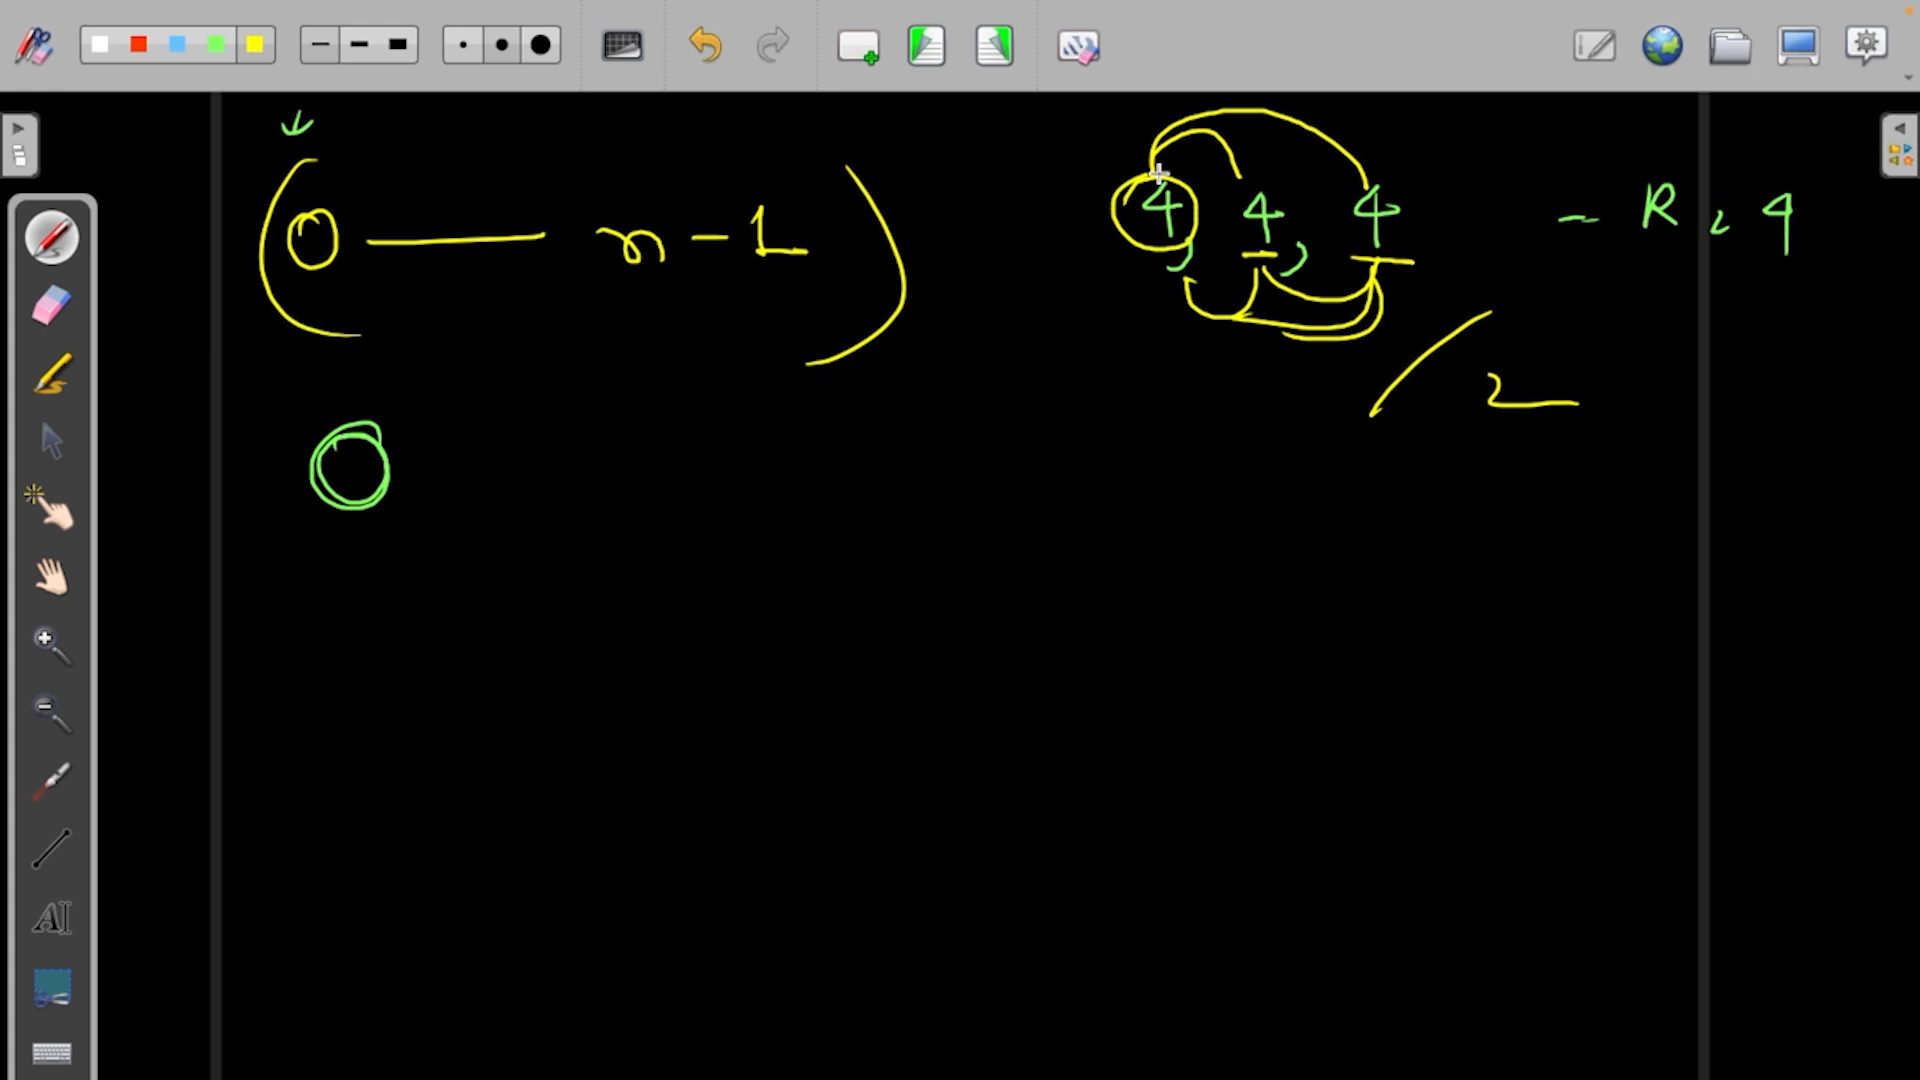 (0 — n - 1)
4, 4, 4 - R, 4
/ 2
0